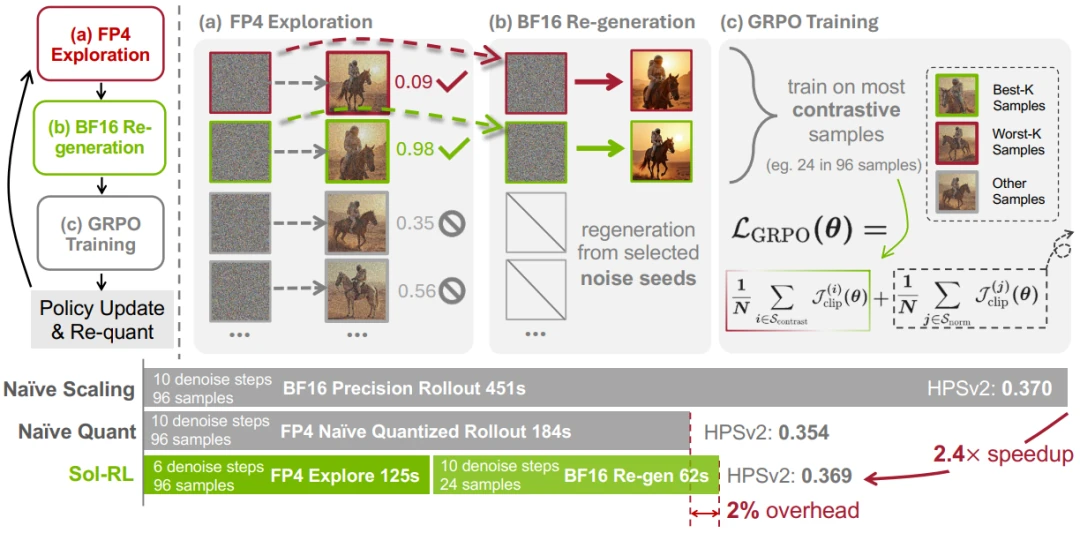 (a) FP4
Exploration
(b) BF16 Re-
generation
(c) GRPO
Training
Policy Update
& Re-quant
(a) FP4 Exploration
0.09
0.98
0.35
0.56
...
...
(b) BF16 Re-generation
regeneration
from selected
noise seeds
...
(c) GRPO Training
train on most
contrastive
samples
(eg. 24 in 96 samples)
Best-K
Samples
Worst-K
Samples
Other
Samples
ℒ_GRPO(θ) =
1/N ∑_{i∈𝒮_contrast} 𝒥_clip^{(i)}(θ) + 1/N ∑_{j∈𝒮_norm} 𝒥_clip^{(j)}(θ)
Naïve Scaling
10 denoise steps
96 samples
BF16 Precision Rollout 451s
HPSv2: 0.370
Naïve Quant
10 denoise steps
96 samples
FP4 Naïve Quantized Rollout 184s
HPSv2: 0.354
2.4× speedup
Sol-RL
6 denoise steps
96 samples
FP4 Explore 125s
10 denoise steps
24 samples
BF16 Re-gen 62s
HPSv2: 0.369
2% overhead